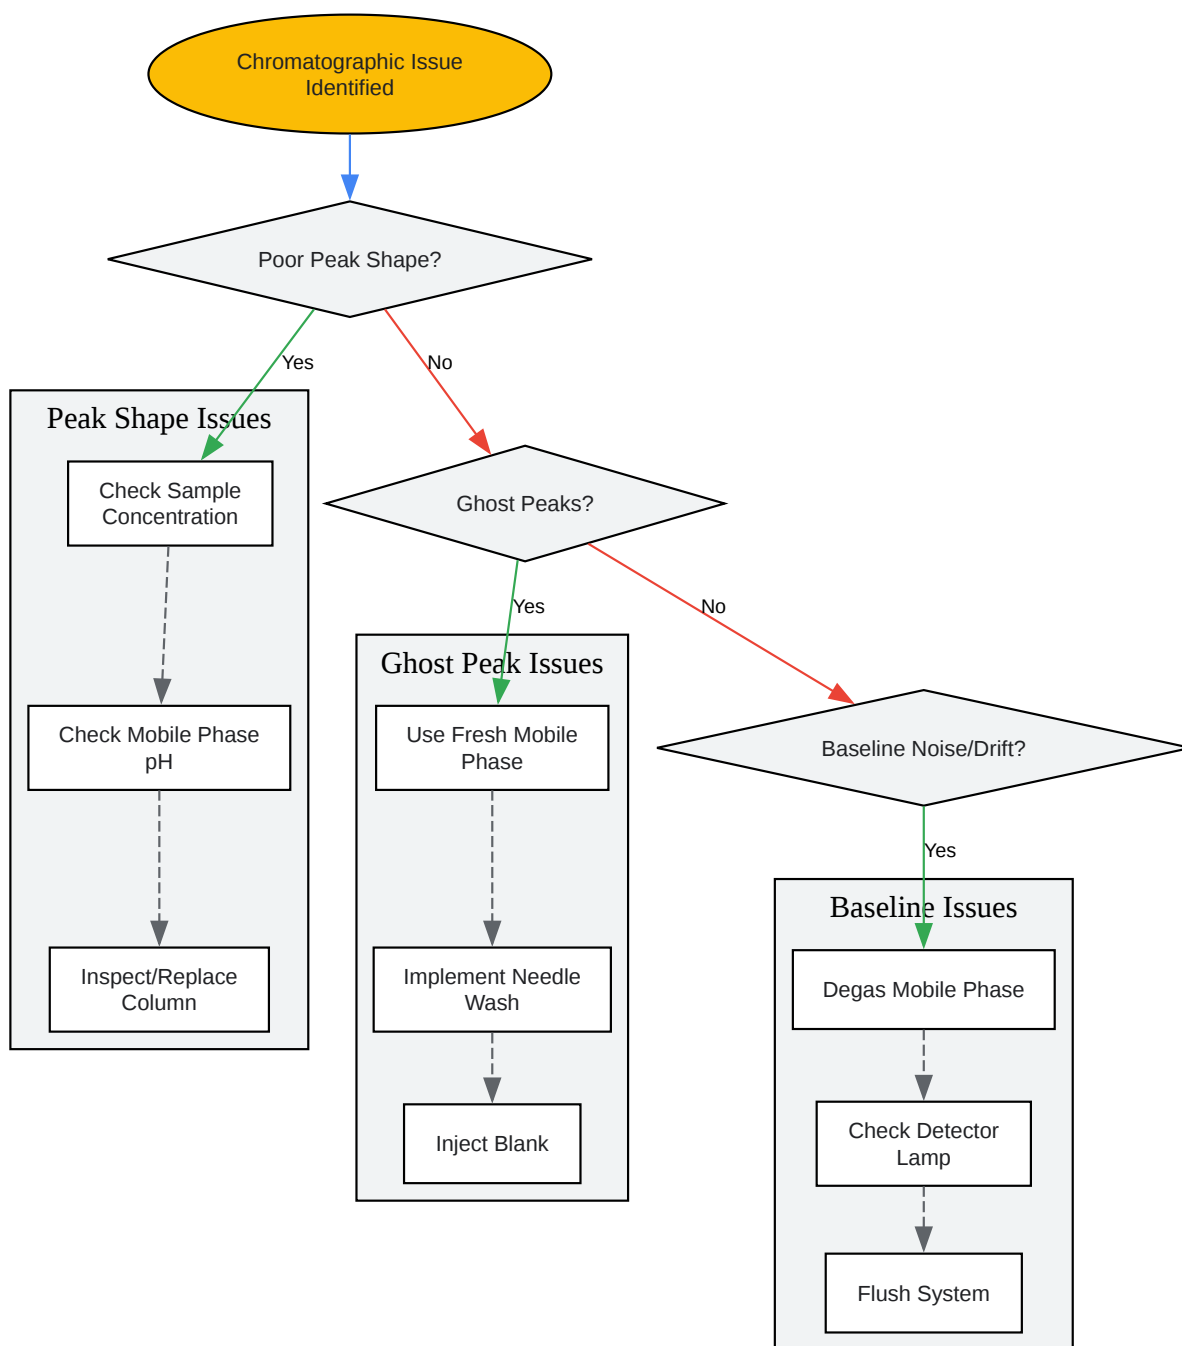 Chromatographic Issue
Identified
Poor Peak Shape?
Yes
No
Peak Shape Issues
Check Sample
Concentration
Check Mobile Phase
pH
Inspect/Replace
Column
Ghost Peaks?
Yes
No
Ghost Peak Issues
Use Fresh Mobile
Phase
Implement Needle
Wash
Inject Blank
Baseline Noise/Drift?
Yes
Baseline Issues
Degas Mobile Phase
Check Detector
Lamp
Flush System